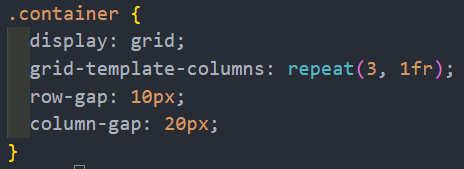 .container {
  display: grid;
  grid-template-columns: repeat(3, 1fr);
  row-gap: 10px;
  column-gap: 20px;
}